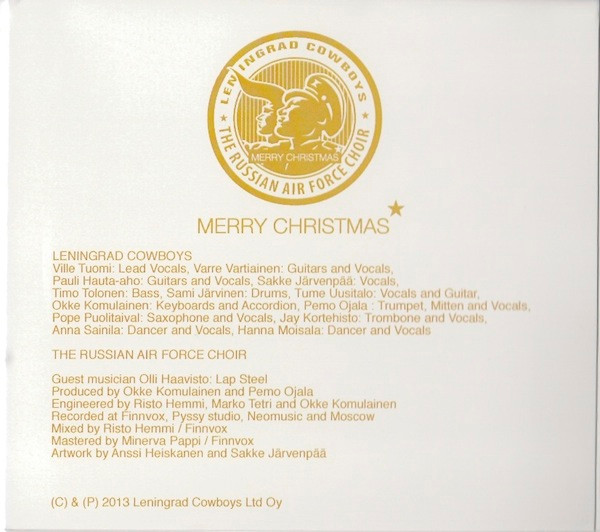 LENINGRAD COWBOYS
THE RUSSIAN AIR FORCE CHOIR
MERRY CHRISTMAS
MERRY CHRISTMAS
LENINGRAD COWBOYS
Ville Tuomi: Lead Vocals, Varre Vartiainen: Guitars and Vocals,
Pauli Hauta-aho: Guitars and Vocals, Sakke Järvenpää: Vocals,
Timo Tolonen: Bass, Sami Järvinen: Drums, Tume Uusitalo: Vocals and Guitar,
Okke Komulainen: Keyboards and Accordion, Perno Ojala : Trumpet, Mitten and Vocals,
Pope Puolitaival: Saxophone and Vocals, Jay Kortehisto: Trombone and Vocals,
Anna Sainila: Dancer and Vocals, Hanna Moisala: Dancer and Vocals
THE RUSSIAN AIR FORCE CHOIR
Guest musician Olli Haavisto: Lap Steel
Produced by Okke Komulainen and Perno Ojala
Engineered by Risto Hemmi, Marko Tetri and Okke Komulainen
Recorded at Finnvox, Pyssy studio, Neomusic and Moscow
Mixed by Risto Hemmi / Finnvox
Mastered by Minerva Pappi / Finnvox
Artwork by Anssi Heiskanen and Sakke Järvenpää
(C) & (P) 2013 Leningrad Cowboys Ltd Oy